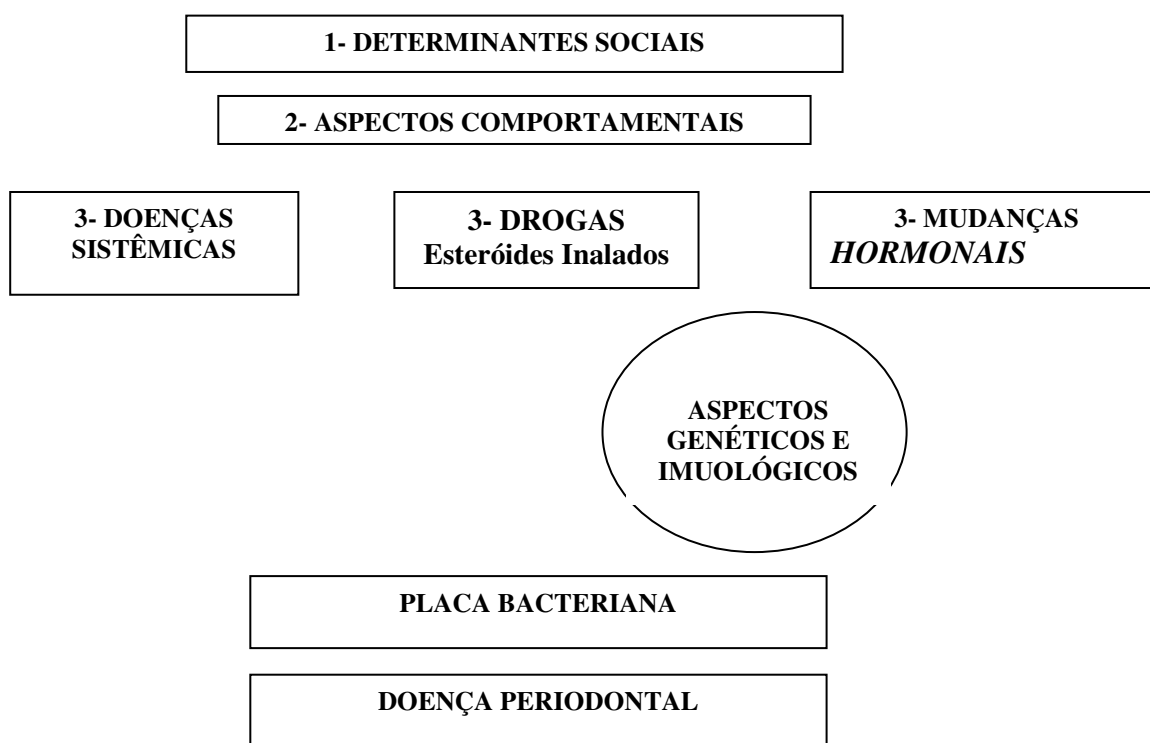 1- DETERMINANTES SOCIAIS
2- ASPECTOS COMPORTAMENTAIS
3- DOENÇAS
SISTÊMICAS
3- DROGAS
Esteróides Inalados
3- MUDANÇAS
HORMONAIS
ASPECTOS
GENÉTICOS E
IMUOLÓGICOS
PLACA BACTERIANA
DOENÇA PERIODONTAL